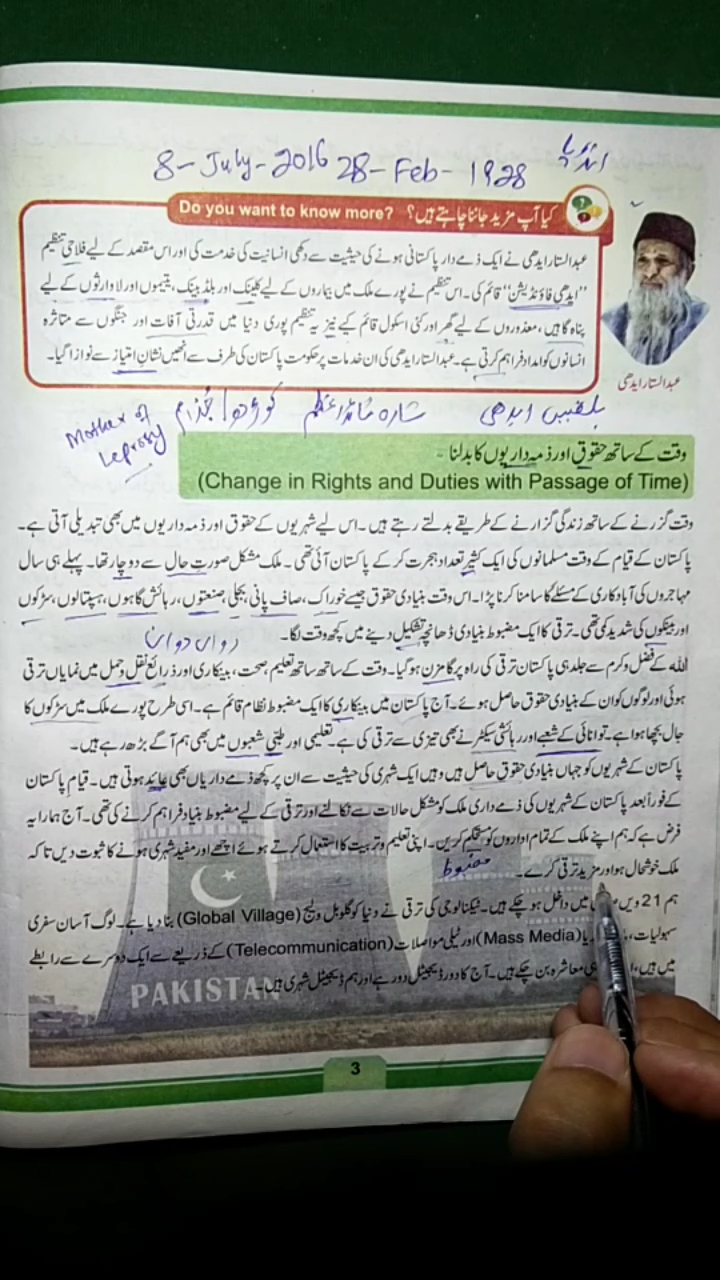 8-July-2016 28-Feb-1928 انڈیا
کیا آپ مزید جاننا چاہتے ہیں؟ Do you want to know more?
عبدالستار ایدھی نے ایک ذمے دار پاکستانی ہونے کی حیثیت سے دکھی انسانیت کی خدمت کی اور اس مقصد کے لیے فلاحی تنظیم
”ایدھی فاؤنڈیشن“ قائم کی۔ اس تنظیم نے پورے ملک میں بیماروں کے لیے کلینک اور بلڈ بینک، یتیموں اور لاوارثوں کے لیے
پناہ گاہیں، معذوروں کے لیے گھر اور کئی اسکول قائم کیے نیز یہ تنظیم پوری دنیا میں قدرتی آفات اور جنگوں سے متاثرہ
انسانوں کو امداد فراہم کرتی ہے۔ عبدالستار ایدھی کی ان خدمات پر حکومت پاکستان کی طرف سے انھیں نشانِ امتیاز سے نوازا گیا۔
عبدالستار ایدھی
بلقیس ایدھی کوڑھ / جُذام Mother of Leprosy
وقت کے ساتھ حقوق اور ذمہ داریوں کا بدلنا
(Change in Rights and Duties with Passage of Time)
وقت گزرنے کے ساتھ زندگی گزارنے کے طریقے بدلتے رہتے ہیں۔ اس لیے شہریوں کے حقوق اور ذمہ داریوں میں بھی تبدیلی آتی ہے۔
پاکستان کے قیام کے وقت مسلمانوں کی ایک کثیر تعداد ہجرت کر کے پاکستان آئی تھی۔ ملک مشکل صورتِ حال سے دوچار تھا۔ پہلے ہی سال
مہاجروں کی آباد کاری کے مسئلے کا سامنا کرنا پڑا۔ اس وقت بنیادی حقوق جیسے خوراک، صاف پانی، بجلی، صنعتوں، رہائش گاہوں، ہسپتالوں، سڑکوں
اور بینکوں کی شدید کمی تھی۔ ترقی کا ایک مضبوط بنیادی ڈھانچہ تشکیل دینے میں کچھ وقت لگا۔
رواں دواں
اللہ کے فضل و کرم سے جلد ہی پاکستان ترقی کی راہ پر گامزن ہو گیا۔ وقت کے ساتھ ساتھ تعلیم، صحت، بینکاری اور ذرائع نقل و حمل میں نمایاں ترقی
ہوئی اور لوگوں کو ان کے بنیادی حقوق حاصل ہوئے۔ آج پاکستان میں بینکاری کا ایک مضبوط نظام قائم ہے۔ اسی طرح پورے ملک میں سڑکوں کا
جال بچھا ہوا ہے۔ توانائی کے شعبے اور رہائشی سیکٹر نے بھی تیزی سے ترقی کی ہے۔ تعلیمی اور طبی شعبوں میں بھی ہم آگے بڑھ رہے ہیں۔
پاکستان کے شہریوں کو جہاں بنیادی حقوق حاصل ہیں وہیں ایک شہری کی حیثیت سے ان پر کچھ ذمے داریاں بھی عائد ہوتی ہیں۔ قیام پاکستان
کے فوراً بعد پاکستان کے شہریوں کی ذمے داری ملک کو مشکل حالات سے نکالنے اور ترقی کے لیے مضبوط بنیاد فراہم کرنے کی تھی۔ آج ہمارا یہ
فرض ہے کہ ہم اپنے ملک کے تمام اداروں کو مستحکم کریں۔ اپنی تعلیم و تربیت کا استعمال کرتے ہوئے اچھے اور مفید شہری ہونے کا ثبوت دیں تاکہ
ملک خوشحال ہو اور مزید ترقی کرے۔ مضبوط
ہم 21 ویں میں داخل ہو چکے ہیں۔ ٹیکنالوجی کی ترقی نے دنیا کو گلوبل ولیج (Global Village) بنا دیا ہے۔ لوگ آسان سفری
سہولیات، (Mass Media) اور ٹیلی مواصلات (Telecommunication) کے ذریعے سے ایک دوسرے سے رابطے
میں ہیں، معاشرہ بن چکے ہیں۔ آج کا دور ڈیجیٹل دور ہے اور ہم ڈیجیٹل شہری ہیں۔
PAKISTAN
3